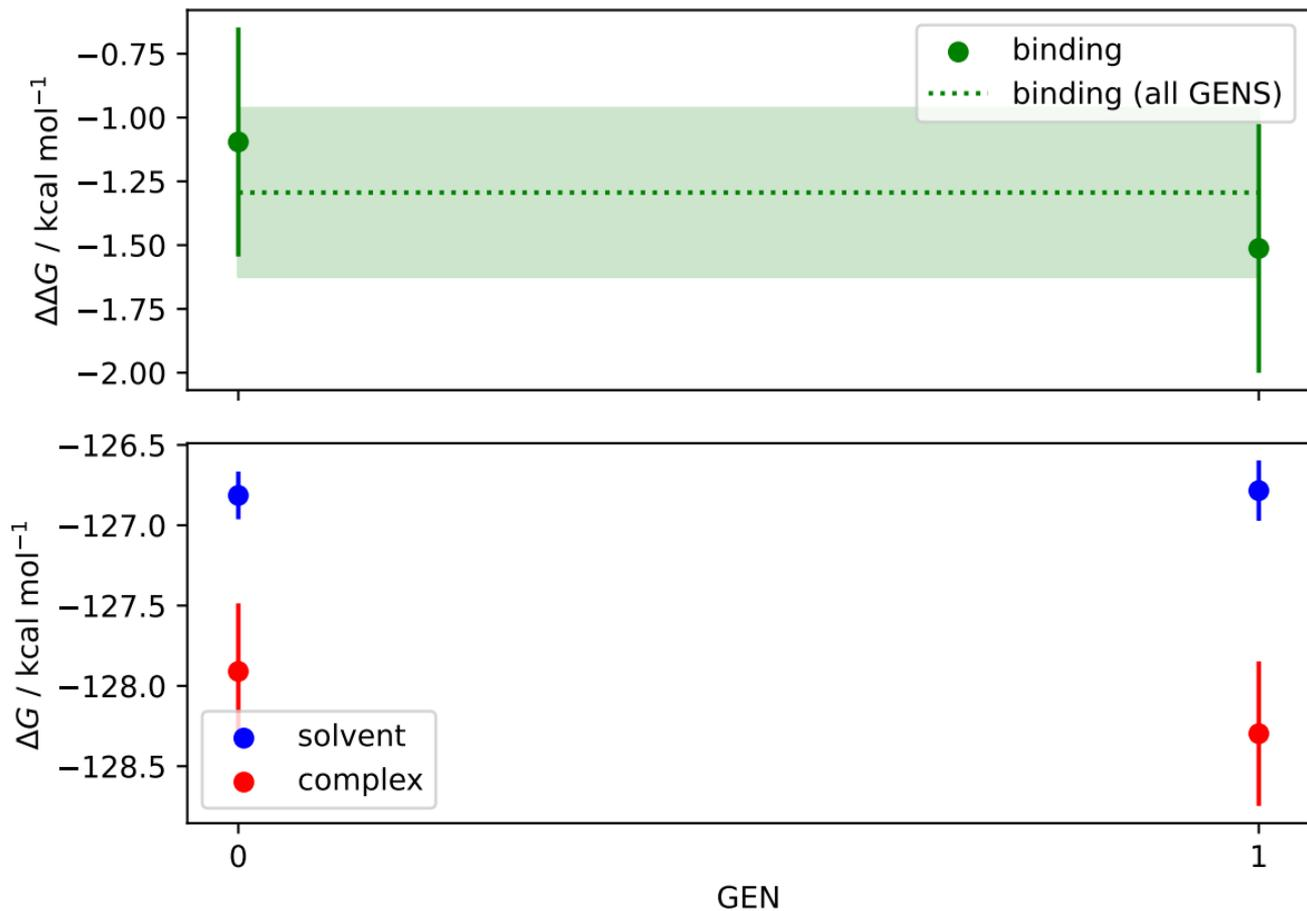 ΔΔG / kcal mol⁻¹
−0.75
−1.00
−1.25
−1.50
−1.75
−2.00
binding
binding (all GENS)
ΔG / kcal mol⁻¹
−126.5
−127.0
−127.5
−128.0
−128.5
solvent
complex
0 1
GEN